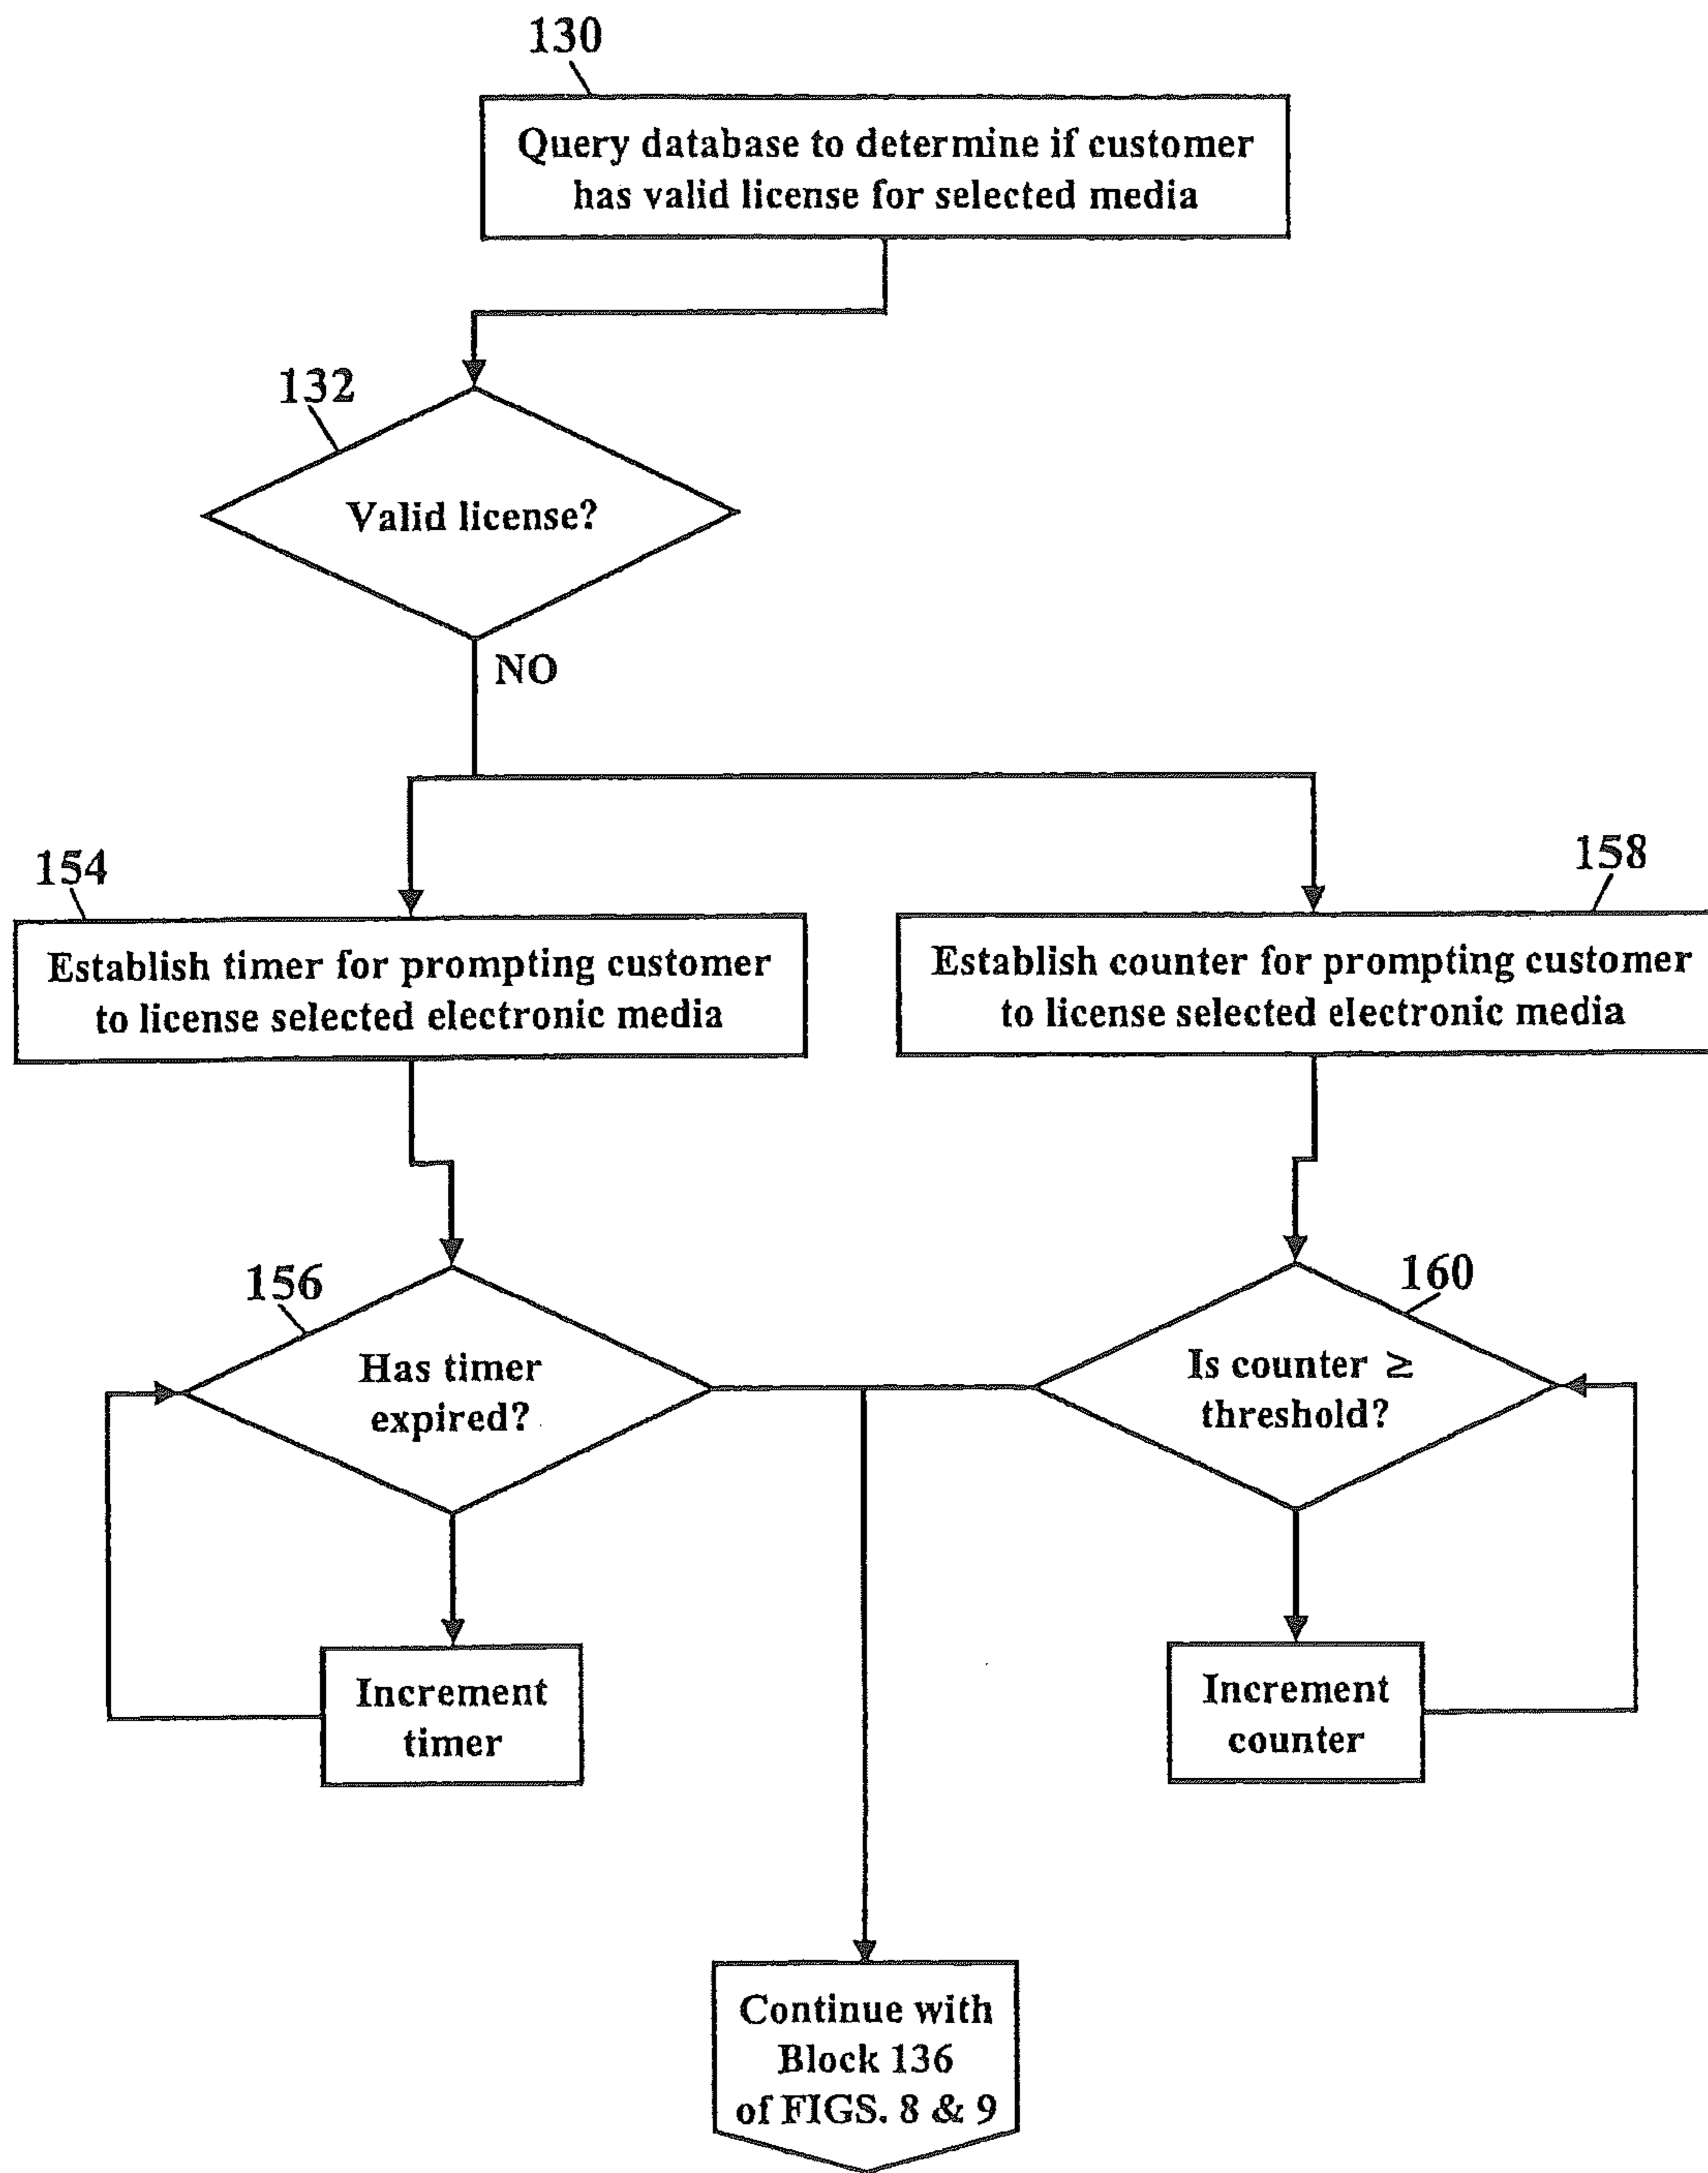 130
Query database to determine if customer
has valid license for selected media
132
Valid license?
NO
154
Establish timer for prompting customer
to license selected electronic media
158
Establish counter for prompting customer
to license selected electronic media
156
Has timer
expired?
160
Is counter ≥
threshold?
Increment
timer
Increment
counter
Continue with
Block 136
of FIGS. 8 & 9